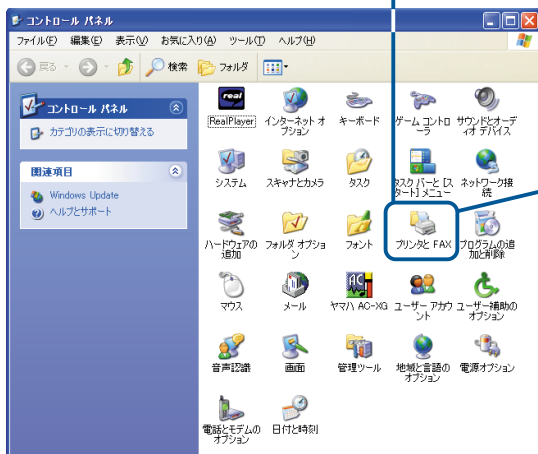 コントロール パネル
ファイル(F) 編集(E) 表示(V) お気に入り(A) ツール(T) ヘルプ(H)
戻る 検索 フォルダ
コントロール パネル
カテゴリの表示に切り替える
関連項目
Windows Update
ヘルプとサポート
real
RealPlayer
インターネット オ
プション
キーボード
ゲーム コントロ
ーラ
サウンドとオーデ
ィオ デバイス
システム
スキャナとカメラ
タスク
タスク バーと [ス
タート] メニュー
ネットワーク接
続
ハードウェアの
追加
フォルダ オプショ
ン
フォント
プリンタと FAX
プログラムの追
加と削除
マウス
メール
AC
XG
ヤマハ AC-XG
ユーザー アカウ
ント
ユーザー補助の
オプション
音声認識
画面
管理ツール
地域と言語の
オプション
電源オプション
電話とモデムの
オプション
日付と時刻